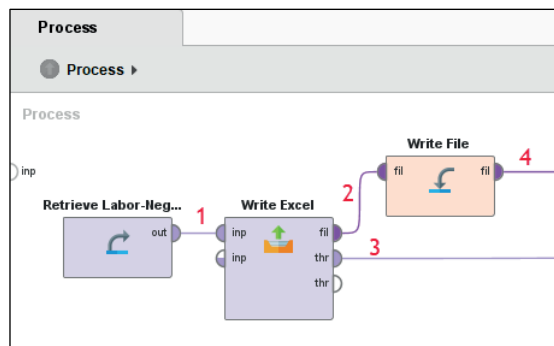 Process
Process
Process
inp
Write File
fil
fil
4
2
Retrieve Labor-Neg...
out
1
Write Excel
inp
inp
fil
thr
thr
3